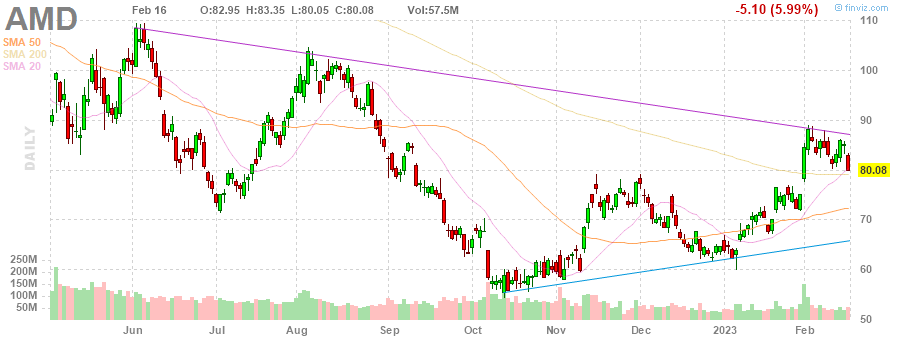 AMD
Feb 16 O:82.95 H:83.35 L:80.05 C:80.08 Vol:57.5M
-5.10 (5.99%)
© finviz.com
SMA 50
SMA 200
SMA 20
DAILY
110
100
90
80.08
70
60
50
250M
200M
150M
100M
50M
Jun Jul Aug Sep Oct Nov Dec 2023 Feb